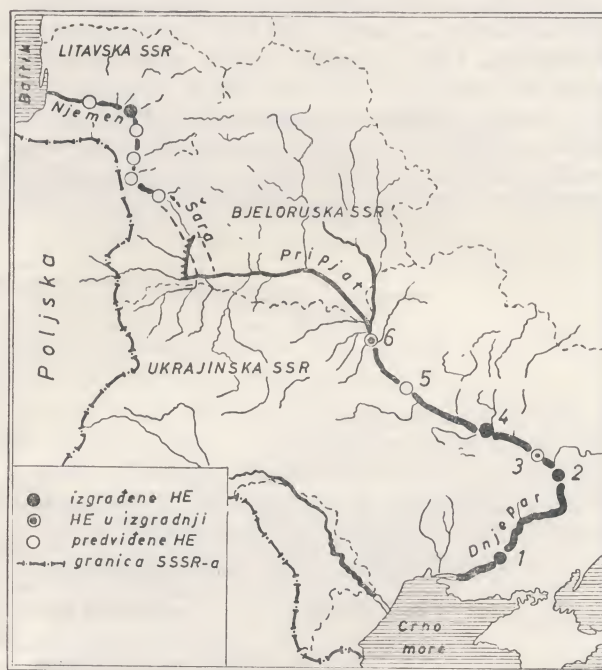 LITAVSKA SSR
Baltik
Njemen
Šara
BJELORUSKA SSR
Pripjat
Poljska
6
UKRAJINSKA SSR
5
4
3
2
izgrađene HE
HE u izgradnji
predviđene HE
granica SSSR-a
Dnjepar
1
Crno
more